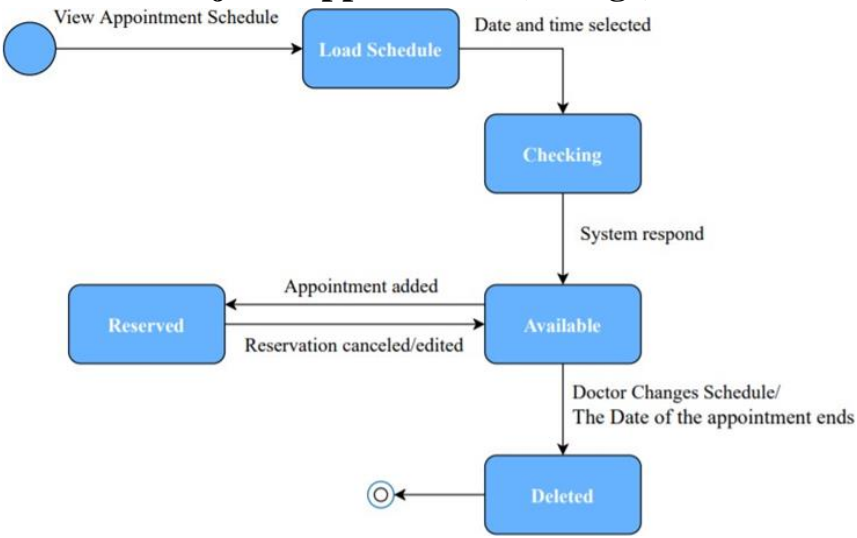 View Appointment Schedule
Load Schedule
Date and time selected
Checking
System respond
Appointment added
Reserved
Available
Reservation canceled/edited
Doctor Changes Schedule/
The Date of the appointment ends
Deleted